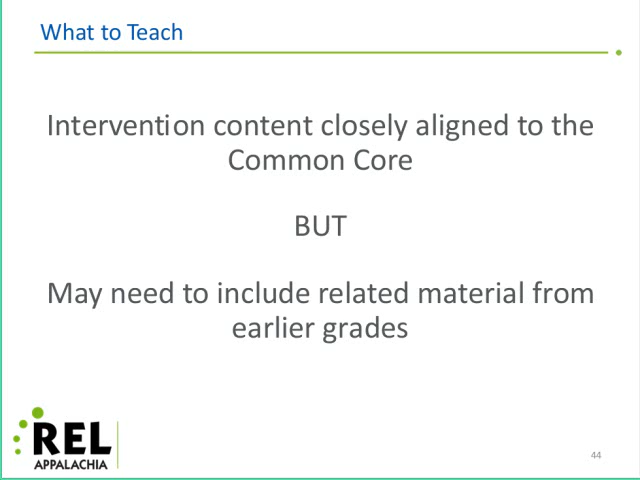 What to Teach
Intervention content closely aligned to the
Common Core
BUT
May need to include related material from
earlier grades
REL
APPALACHIA
44